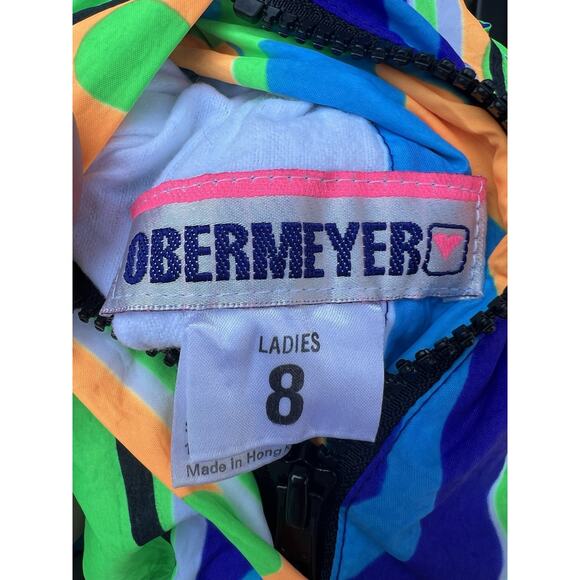 OBERMEYER
LADIES
8
Made in Hong